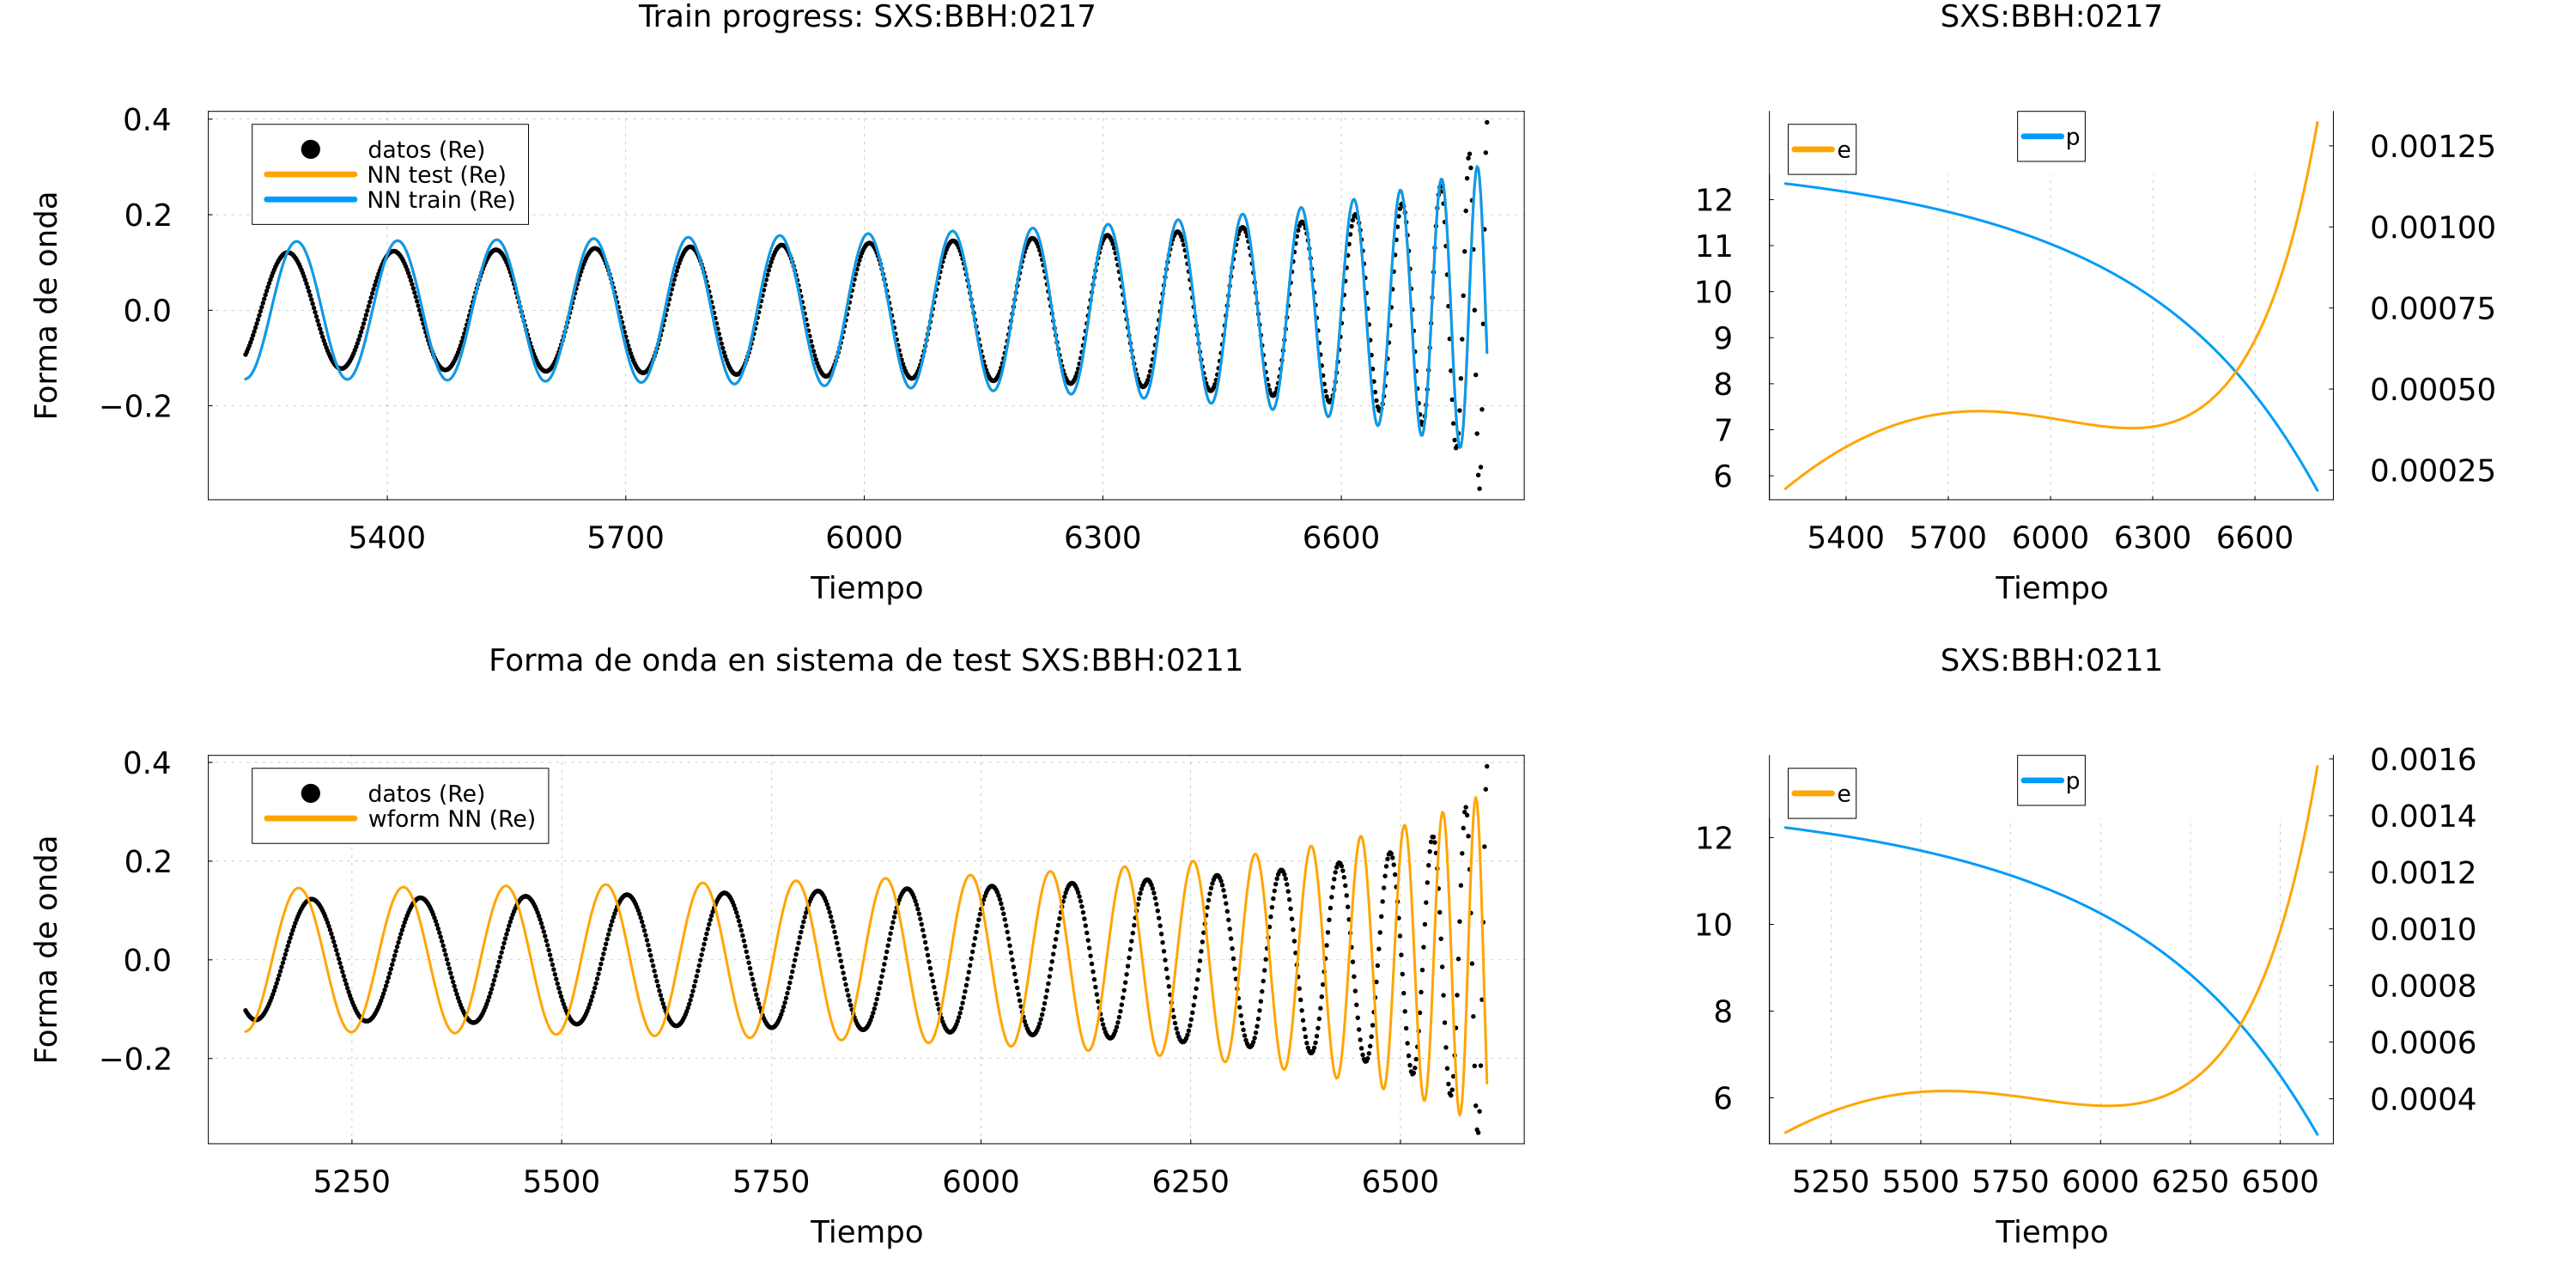 Train progress: SXS:BBH:0217
Forma de onda
0.4
0.2
0.0
−0.2
datos (Re)
NN test (Re)
NN train (Re)
5400 5700 6000 6300 6600
Tiempo
SXS:BBH:0217
12
11
10
9
8
7
6
e
p
0.00125
0.00100
0.00075
0.00050
0.00025
5400 5700 6000 6300 6600
Tiempo
Forma de onda en sistema de test SXS:BBH:0211
Forma de onda
0.4
0.2
0.0
−0.2
datos (Re)
wform NN (Re)
5250 5500 5750 6000 6250 6500
Tiempo
SXS:BBH:0211
12
10
8
6
e
p
0.0016
0.0014
0.0012
0.0010
0.0008
0.0006
0.0004
5250 5500 5750 6000 6250 6500
Tiempo